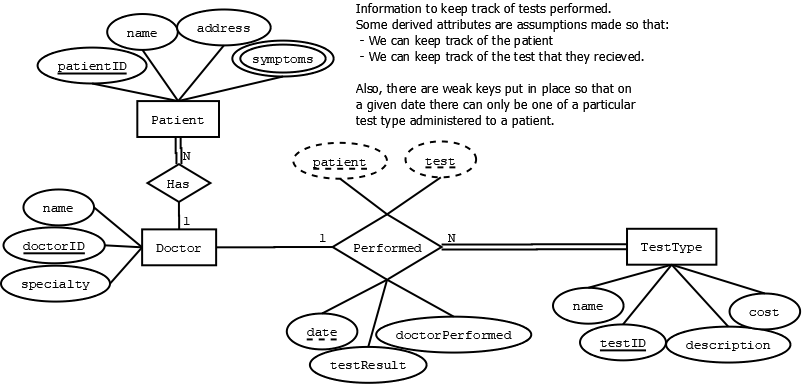 Information to keep track of tests performed.
Some derived attributes are assumptions made so that:
- We can keep track of the patient
- We can keep track of the test that they recieved.
Also, there are weak keys put in place so that on
a given date there can only be one of a particular
test type administered to a patient.
name
address
patientID
symptoms
Patient
N
Has
1
patient
test
name
doctorID
specialty
Doctor
1
Performed
N
TestType
date
testResult
doctorPerformed
name
testID
description
cost